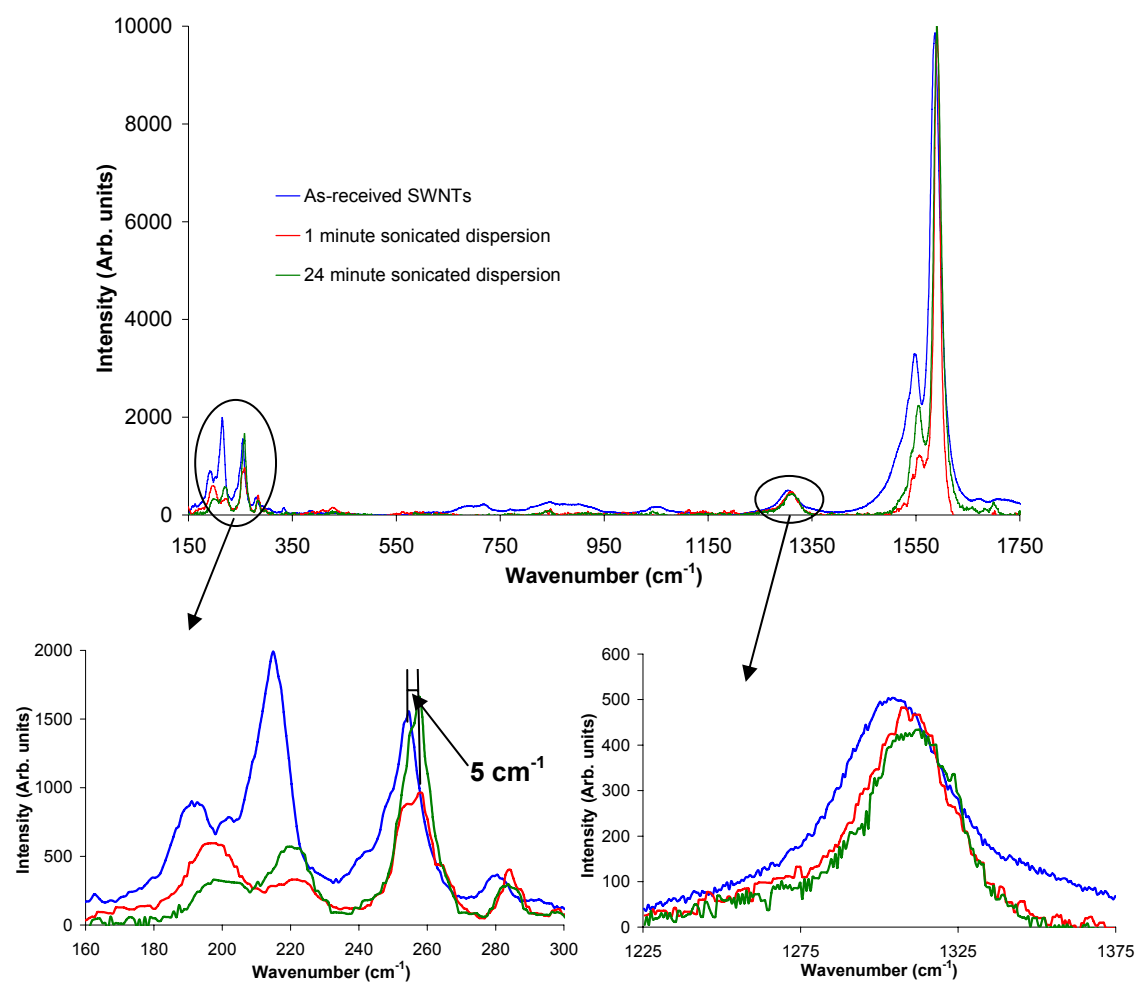 10000
8000
6000
4000
2000
0
Intensity (Arb. units)
As-received SWNTs
1 minute sonicated dispersion
24 minute sonicated dispersion
150 350 550 750 950 1150 1350 1550 1750
Wavenumber (cm⁻¹)
2000
1500
1000
500
0
Intensity (Arb. units)
5 cm⁻¹
160 180 200 220 240 260 280 300
Wavenumber (cm⁻¹)
600
500
400
300
200
100
0
Intensity (Arb. units)
1225 1275 1325 1375
Wavenumber (cm⁻¹)